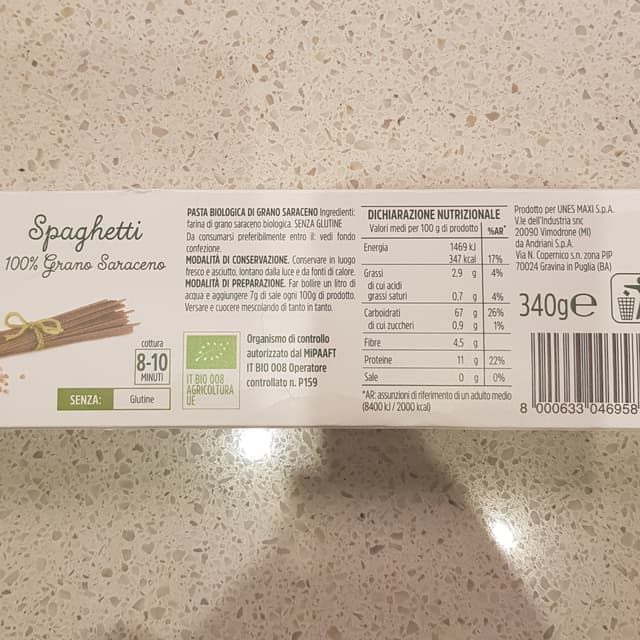 Spaghetti
100% Grano Saraceno
cottura
8-10
MINUTI
SENZA: Glutine
PASTA BIOLOGICA DI GRANO SARACENO Ingredienti:
farina di grano saraceno biologica. SENZA GLUTINE
Da consumarsi preferibilmente entro il: vedi fondo
confezione.
MODALITÀ DI CONSERVAZIONE. Conservare in luogo
fresco e asciutto, lontano dalla luce e da fonti di calore.
MODALITÀ DI PREPARAZIONE. Far bollire un litro di
acqua e aggiungere 7g di sale ogni 100g di prodotto.
Versare e cuocere mescolando di tanto in tanto.
IT BIO 008
AGRICOLTURA
UE
Organismo di controllo
autorizzato dal MiPAAFT
IT BIO 008 Operatore
controllato n. P159
DICHIARAZIONE NUTRIZIONALE
Valori medi per 100 g di prodotto %AR*
Energia 1469 kJ
347 kcal 17%
Grassi 2,9 g 4%
di cui acidi
grassi saturi 0,7 g 4%
Carboidrati 67 g 26%
di cui zuccheri 0,9 g 1%
Fibre 4,5 g
Proteine 11 g 22%
Sale 0 g 0%
*AR: assunzioni di riferimento di un adulto medio
(8400 kJ / 2000 kcal)
Prodotto per UNES MAXI S.p.A.
V.le dell'Industria snc
20090 Vimodrone (MI)
da Andriani S.p.A.
Via N. Copernico s.n. zona PIP
70024 Gravina in Puglia (BA)
340g e
8 000633 046958